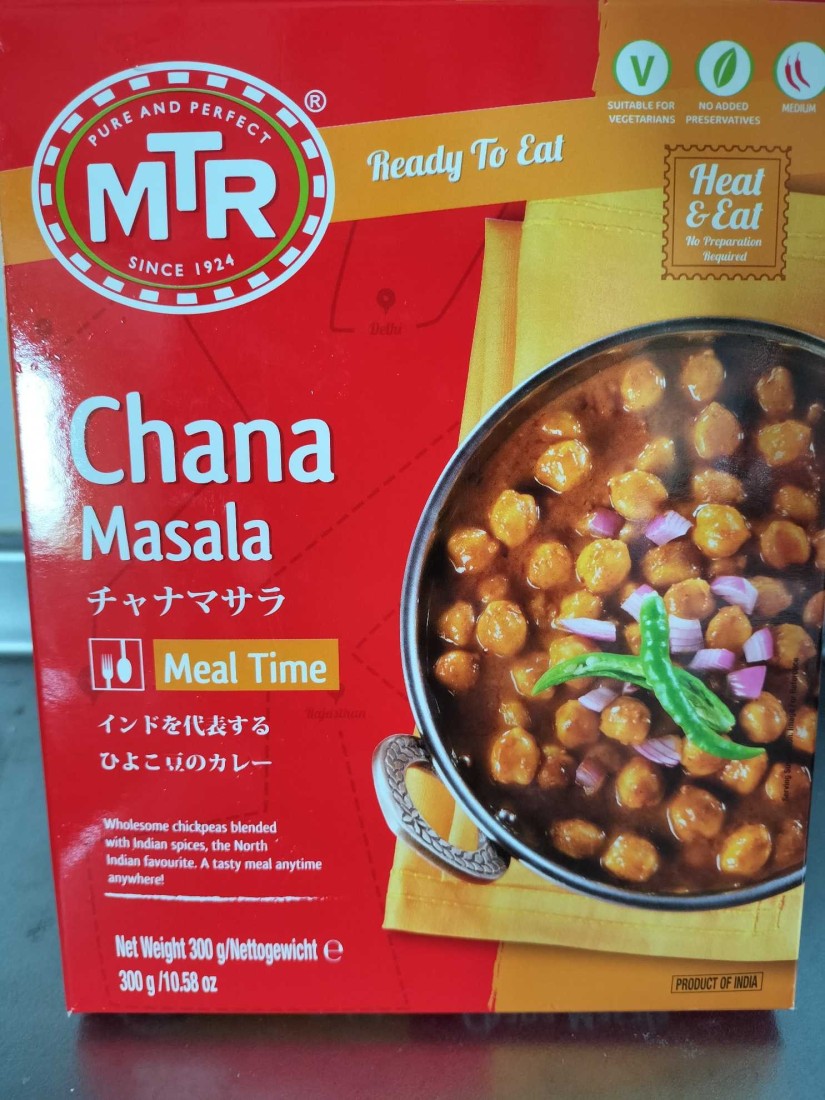 PURE AND PERFECT
MTR
®
SINCE 1924
Ready To Eat
V
SUITABLE FOR
VEGETARIANS
NO ADDED
PRESERVATIVES
MEDIUM
Heat
& Eat
No Preparation
Required
Delhi
Chana
Masala
チャナマサラ
Meal Time
Rajasthan
インドを代表する
ひよこ豆のカレー
Wholesome chickpeas blended
with Indian spices, the North
Indian favourite. A tasty meal anytime
anywhere!
Net Weight 300 g/Nettogewicht ℮
300 g /10.58 oz
PRODUCT OF INDIA